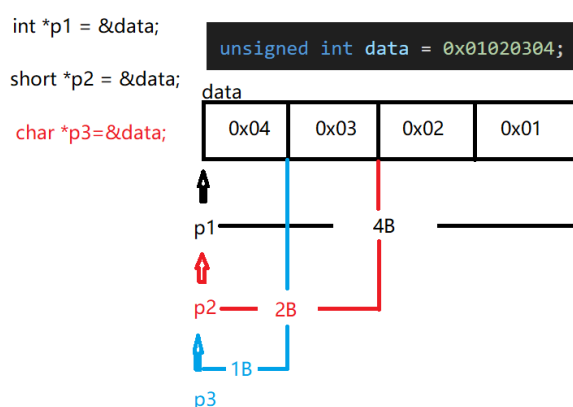 int *p1 = &data;
unsigned int data = 0x01020304;
short *p2 = &data;
data
char *p3=&data;
0x04 0x03 0x02 0x01
p1 4B
p2 2B
1B
p3